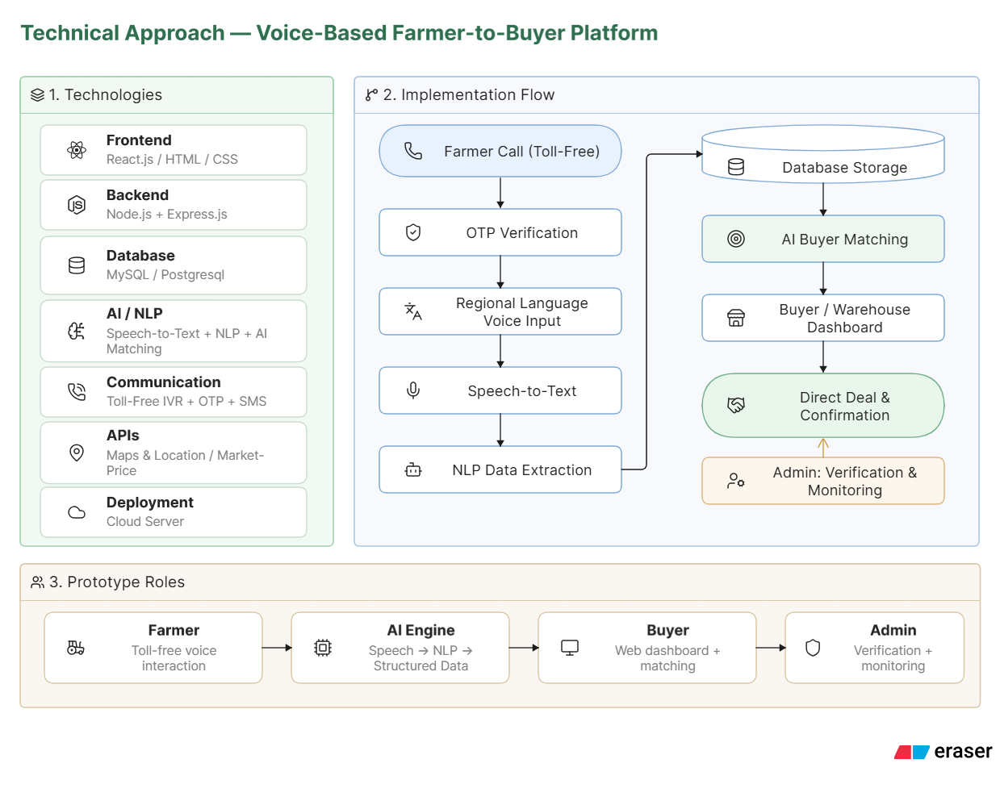 Technical Approach — Voice-Based Farmer-to-Buyer Platform
1. Technologies
Frontend
React.js / HTML / CSS
Backend
Node.js + Express.js
Database
MySQL / Postgresql
AI / NLP
Speech-to-Text + NLP + AI
Matching
Communication
Toll-Free IVR + OTP + SMS
APIs
Maps & Location / Market-
Price
Deployment
Cloud Server
2. Implementation Flow
Farmer Call (Toll-Free)
OTP Verification
Regional Language
Voice Input
Speech-to-Text
NLP Data Extraction
Database Storage
AI Buyer Matching
Buyer / Warehouse
Dashboard
Direct Deal &
Confirmation
Admin: Verification &
Monitoring
3. Prototype Roles
Farmer
Toll-free voice
interaction
AI Engine
Speech → NLP →
Structured Data
Buyer
Web dashboard +
matching
Admin
Verification +
monitoring
eraser